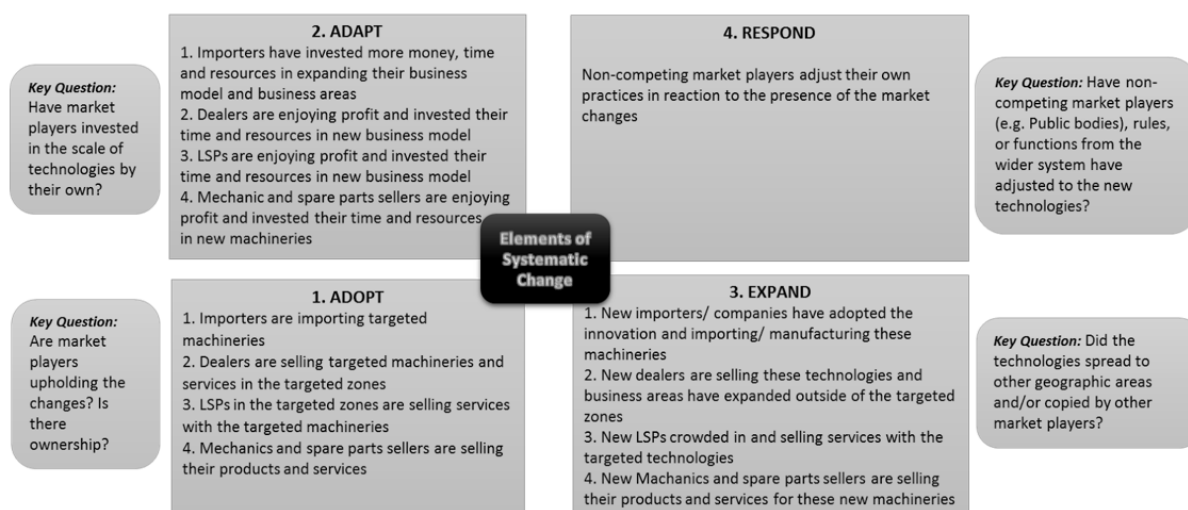 2. ADAPT
1. Importers have invested more money, time
and resources in expanding their business
model and business areas
2. Dealers are enjoying profit and invested their
time and resources in new business model
3. LSPs are enjoying profit and invested their
time and resources in new business model
4. Mechanic and spare parts sellers are enjoying
profit and invested their time and resources
in new machineries
Key Question:
Have market
players invested
in the scale of
technologies by
their own?
4. RESPOND
Non-competing market players adjust their own
practices in reaction to the presence of the market
changes
Key Question: Have non-
competing market players
(e.g. Public bodies), rules,
or functions from the
wider system have
adjusted to the new
technologies?
Elements of
Systematic
Change
1. ADOPT
1. Importers are importing targeted
machineries
2. Dealers are selling targeted machineries and
services in the targeted zones
3. LSPs in the targeted zones are selling services
with the targeted machineries
4. Mechanics and spare parts sellers are selling
their products and services
Key Question:
Are market
players
upholding the
changes? Is
there
ownership?
3. EXPAND
1. New importers/ companies have adopted the
innovation and importing/ manufacturing these
machineries
2. New dealers are selling these technologies and
business areas have expanded outside of the targeted
zones
3. New LSPs crowded in and selling services with the
targeted technologies
4. New Machanics and spare parts sellers are selling
their products and services for these new machineries
Key Question: Did the
technologies spread to
other geographic areas
and/or copied by other
market players?